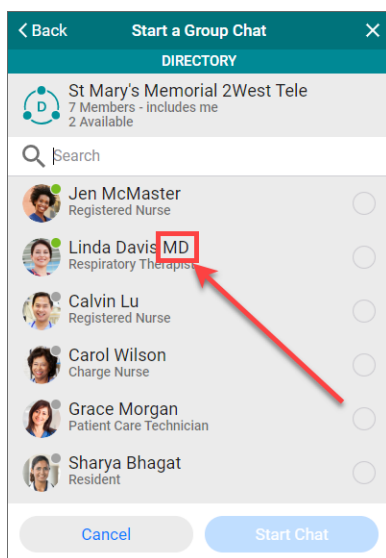 Back Start a Group Chat
DIRECTORY
D
St Mary's Memorial 2West Tele
7 Members - includes me
2 Available
Search
Jen McMaster
Registered Nurse
Linda Davis MD
Respiratory Therapist
Calvin Lu
Registered Nurse
Carol Wilson
Charge Nurse
Grace Morgan
Patient Care Technician
Sharya Bhagat
Resident
Cancel Start Chat